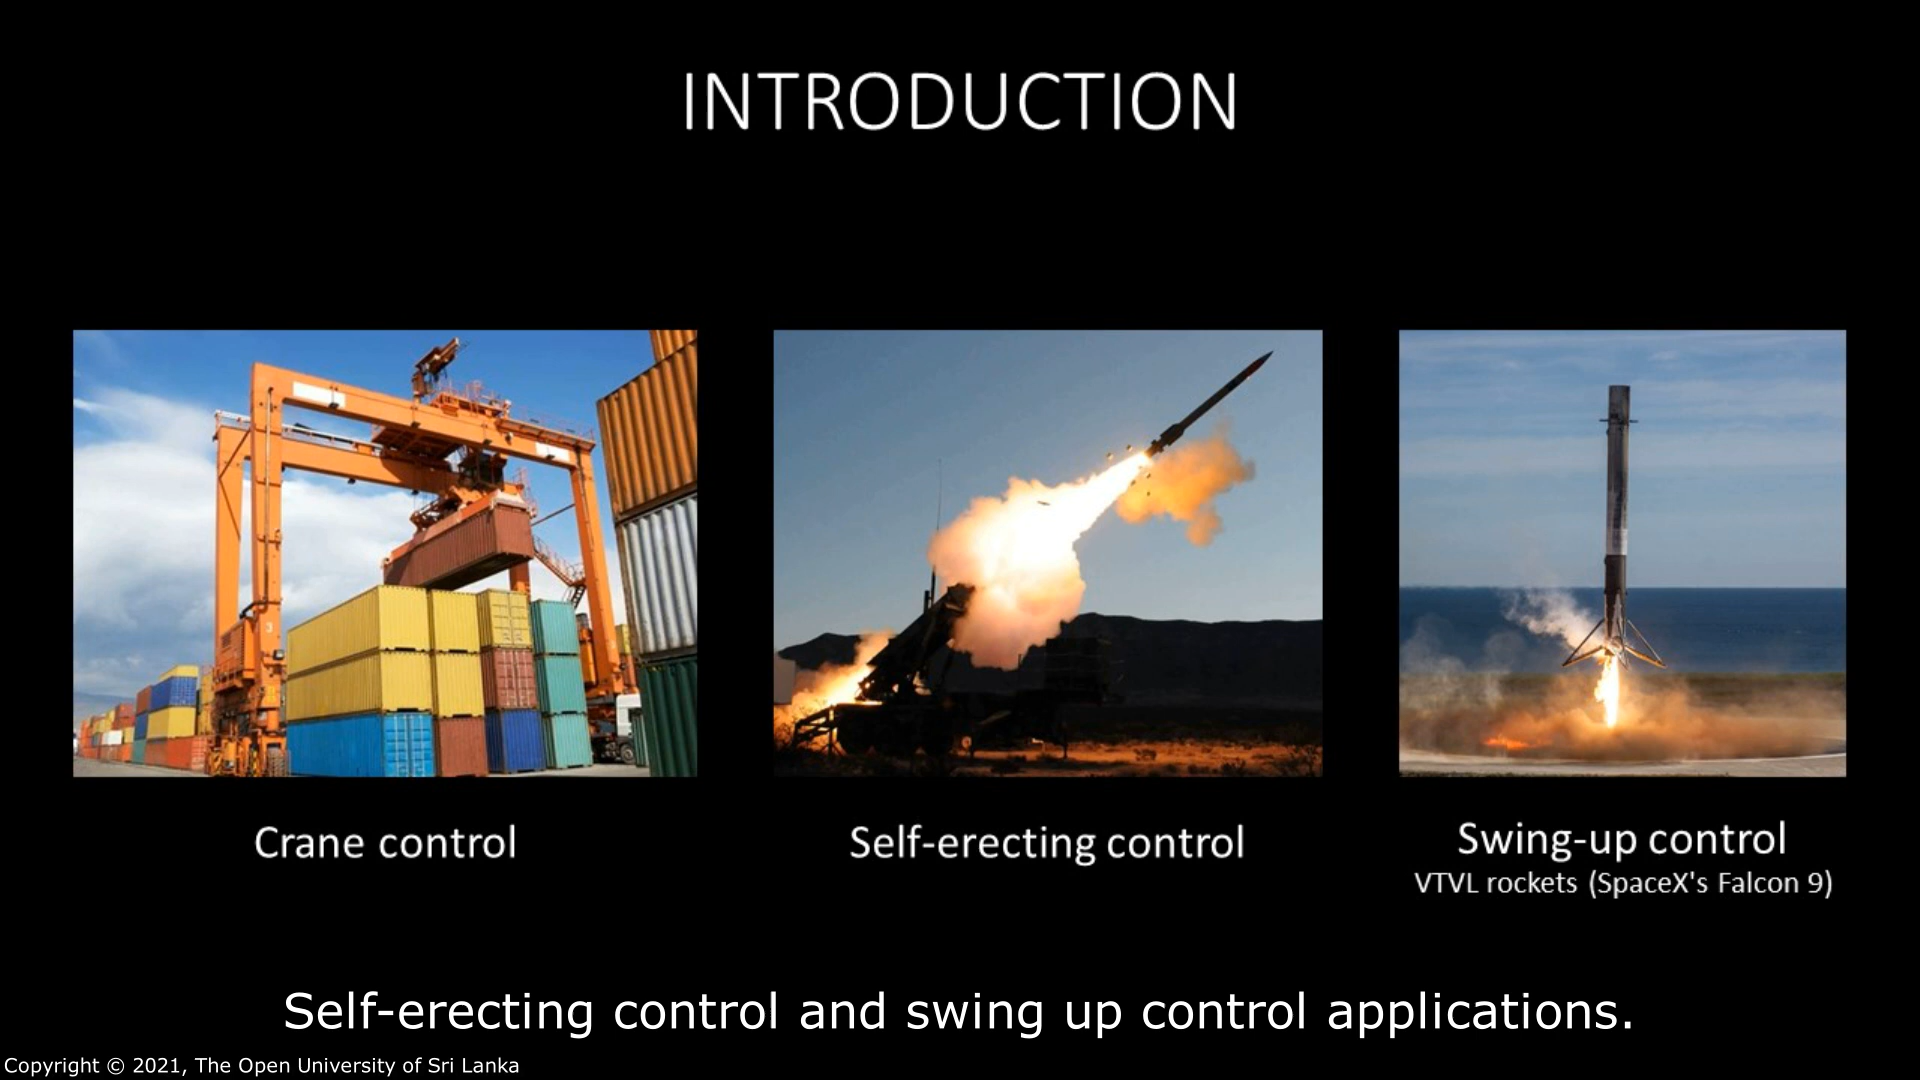 INTRODUCTION
Crane control
Self-erecting control
Swing-up control
VTVL rockets (SpaceX's Falcon 9)
Self-erecting control and swing up control applications.
Copyright © 2021, The Open University of Sri Lanka